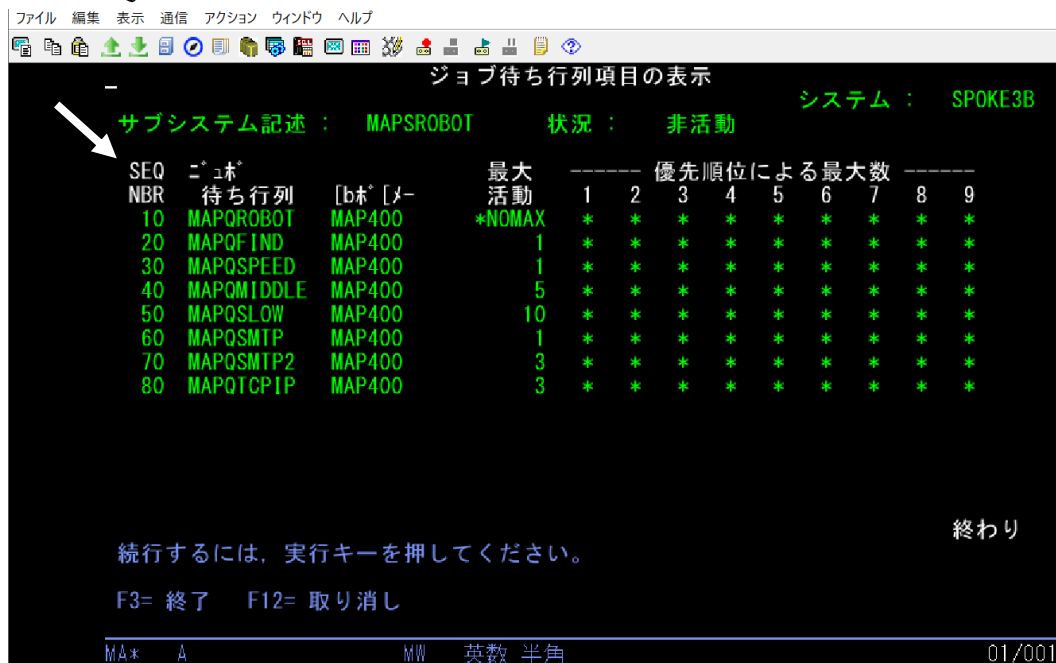 ファイル 編集 表示 通信 アクション ウィンドウ ヘルプ
ジョブ待ち行列項目の表示
システム : SPOKE3B
サブシステム記述 : MAPSROBOT 状況 : 非活動
SEQ ﾆﾞｭﾎﾞ 最大 ------ 優先順位による最大数 ------
NBR 待ち行列 [bﾎﾞ[ﾒｰ 活動 1 2 3 4 5 6 7 8 9
10 MAPQROBOT MAP400 *NOMAX * * * * * * * * *
20 MAPQFIND MAP400 1 * * * * * * * * *
30 MAPQSPEED MAP400 1 * * * * * * * * *
40 MAPQMIDDLE MAP400 5 * * * * * * * * *
50 MAPQSLOW MAP400 10 * * * * * * * * *
60 MAPQSMTP MAP400 1 * * * * * * * * *
70 MAPQSMTP2 MAP400 3 * * * * * * * * *
80 MAPQTCPIP MAP400 3 * * * * * * * * *
終わり
続行するには, 実行キーを押してください。
F3= 終了 F12= 取り消し
MA* A MW 英数 半角 01/001